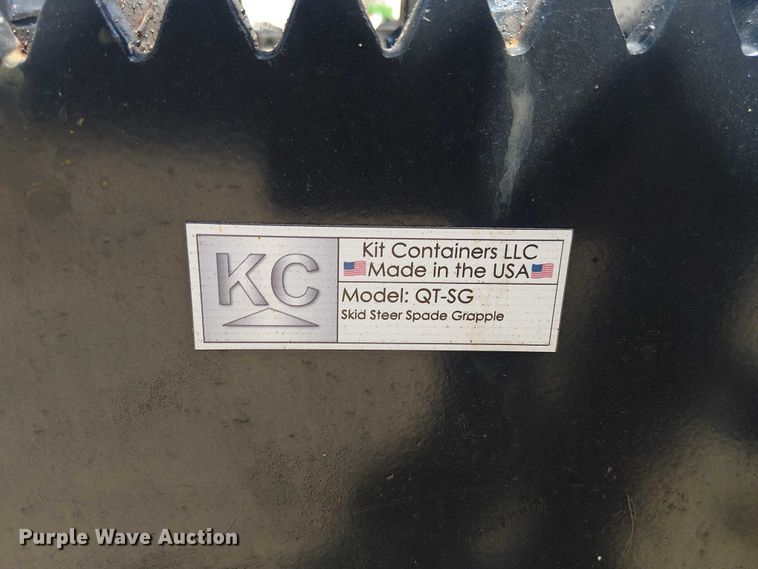 KC
Kit Containers LLC
Made in the USA
Model: QT-SG
Skid Steer Spade Grapple
Purple Wave Auction